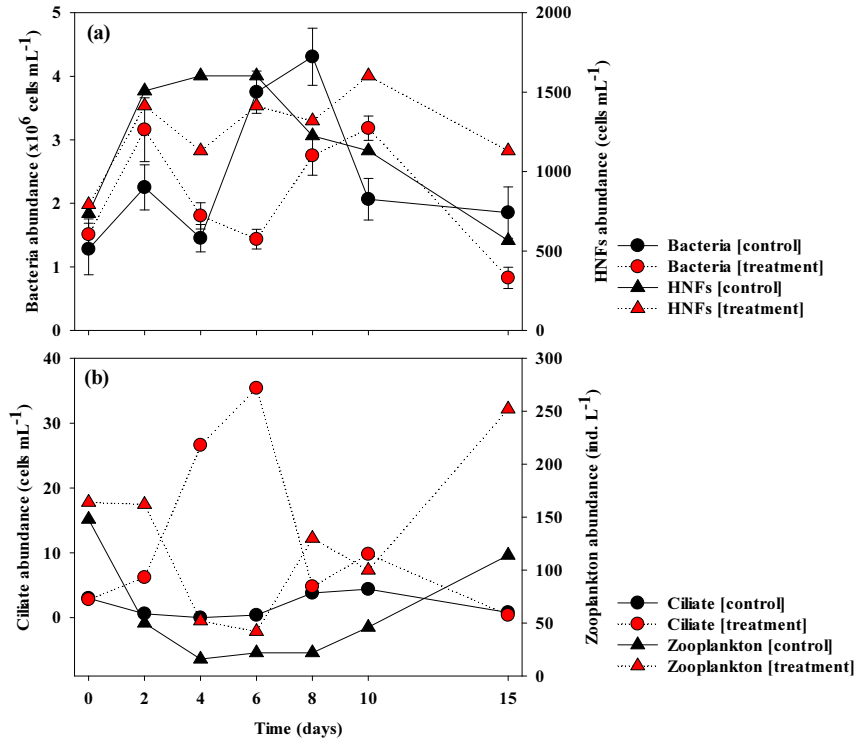 (a)
Bacteria abundance (x10⁶ cells mL⁻¹)
5
4
3
2
1
0
2000
1500
1000
500
0
HNFs abundance (cells mL⁻¹)
Bacteria [control]
Bacteria [treatment]
HNFs [control]
HNFs [treatment]
(b)
Ciliate abundance (cells mL⁻¹)
40
30
20
10
0
300
250
200
150
100
50
0
Zooplankton abundance (ind. L⁻¹)
Ciliate [control]
Ciliate [treatment]
Zooplankton [control]
Zooplankton [treatment]
0 2 4 6 8 10 15
Time (days)